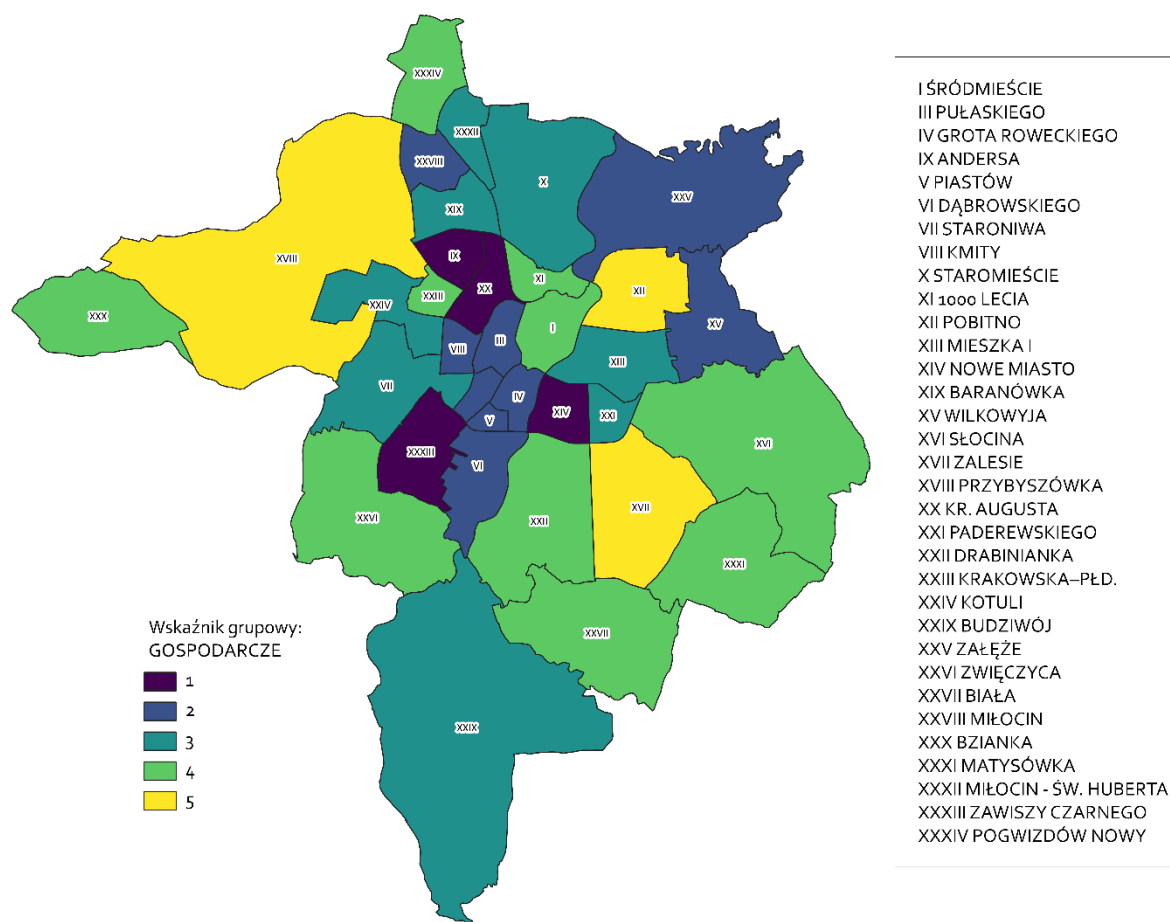 XXXIV
XXXII
XXVIII
X
XXV
XIX
IX
XVIII
XI
XX
XII
XXIII
XXIV
XXX
I
XV
III
VIII
XIII
VII
IV
XIV
XXI
V
XVI
XXXIII
VI
XVII
XXVI
XXII
XXXI
XXVII
XXIX
Wskaźnik grupowy:
GOSPODARCZE
1
2
3
4
5
I ŚRÓDMIEŚCIE
III PUŁASKIEGO
IV GROTA ROWECKIEGO
IX ANDERSA
V PIASTÓW
VI DĄBROWSKIEGO
VII STARONIWA
VIII KMITY
X STAROMIEŚCIE
XI 1000 LECIA
XII POBITNO
XIII MIESZKA I
XIV NOWE MIASTO
XIX BARANÓWKA
XV WILKOWYJA
XVI SŁOCINA
XVII ZALESIE
XVIII PRZYBYSZÓWKA
XX KR. AUGUSTA
XXI PADEREWSKIEGO
XXII DRABINIANKA
XXIII KRAKOWSKA–PŁD.
XXIV KOTULI
XXIX BUDZIWÓJ
XXV ZAŁĘŻE
XXVI ZWIĘCZYCA
XXVII BIAŁA
XXVIII MIŁOCIN
XXX BZIANKA
XXXI MATYSÓWKA
XXXII MIŁOCIN - ŚW. HUBERTA
XXXIII ZAWISZY CZARNEGO
XXXIV POGWIZDÓW NOWY